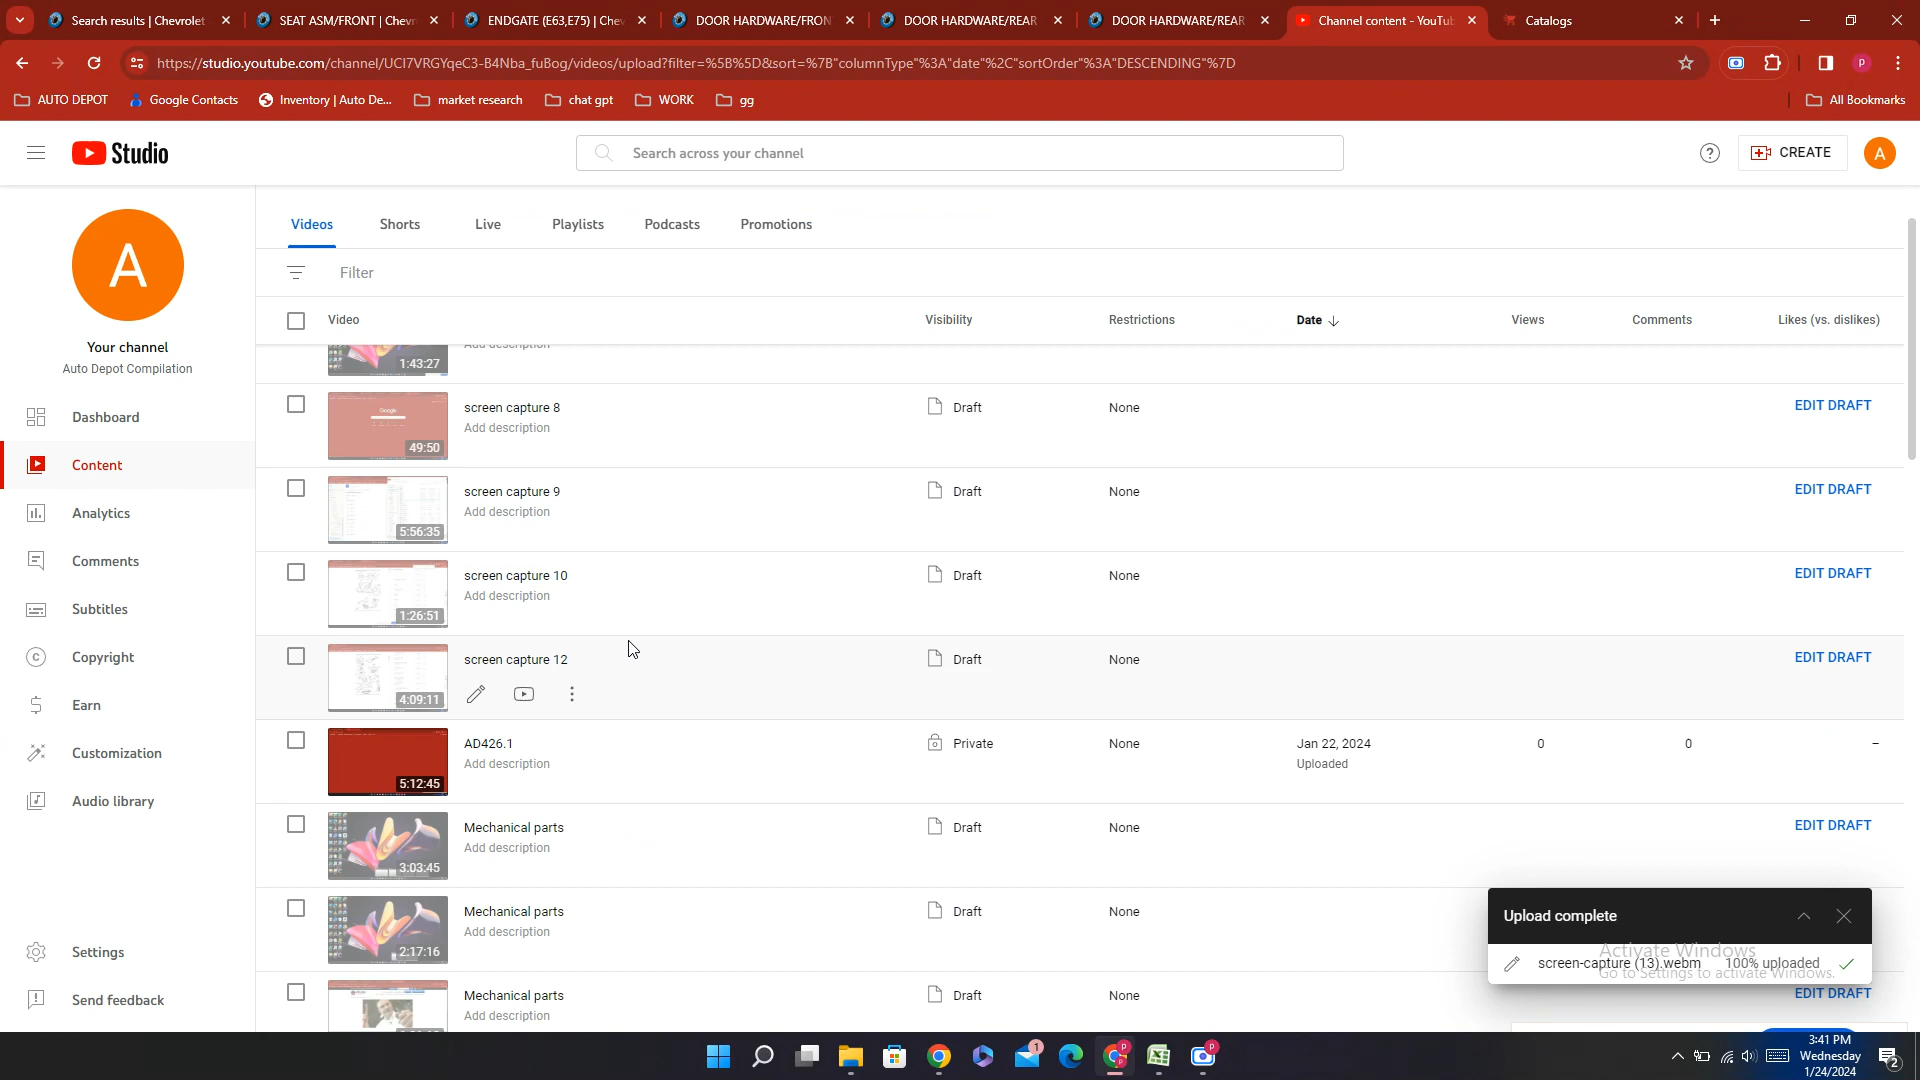 Search results | Chevrolet
SEAT ASM/FRONT | Chevr
ENDGATE (E63,E75) | Che
DOOR HARDWARE/FRON
DOOR HARDWARE/REAR
DOOR HARDWARE/REAR
Channel content - YouTu
Catalogs
https://studio.youtube.com/channel/UCI7VRGYqeC3-B4Nba_fuBog/videos/upload?filter=%5B%5D&sort=%7B"columnType"%3A"date"%2C"sortOrder"%3A"DESCENDING"%7D
P
AUTO DEPOT
Google Contacts
Inventory | Auto De...
market research
chat gpt
WORK
gg
All Bookmarks
Studio
Search across your channel
CREATE
A
A
Your channel
Auto Depot Compilation
Dashboard
Content
Analytics
Comments
Subtitles
Copyright
Earn
Customization
Audio library
Settings
Send feedback
Videos
Shorts
Live
Playlists
Podcasts
Promotions
Filter
Video
Visibility
Restrictions
Date
Views
Comments
Likes (vs. dislikes)
1:43:27
Add description
49:50
screen capture 8
Add description
Draft
None
EDIT DRAFT
5:56:35
screen capture 9
Add description
Draft
None
EDIT DRAFT
1:26:51
screen capture 10
Add description
Draft
None
EDIT DRAFT
4:09:11
screen capture 12
Draft
None
EDIT DRAFT
5:12:45
AD426.1
Add description
Private
None
Jan 22, 2024
Uploaded
0
0
–
3:03:45
Mechanical parts
Add description
Draft
None
EDIT DRAFT
2:17:16
Mechanical parts
Add description
Draft
None
Mechanical parts
Add description
Draft
None
EDIT DRAFT
Upload complete
screen-capture (13).webm
100% uploaded
Activate Windows
Go to Settings to activate Windows.
1
P
P
3:41 PM
Wednesday
1/24/2024
2